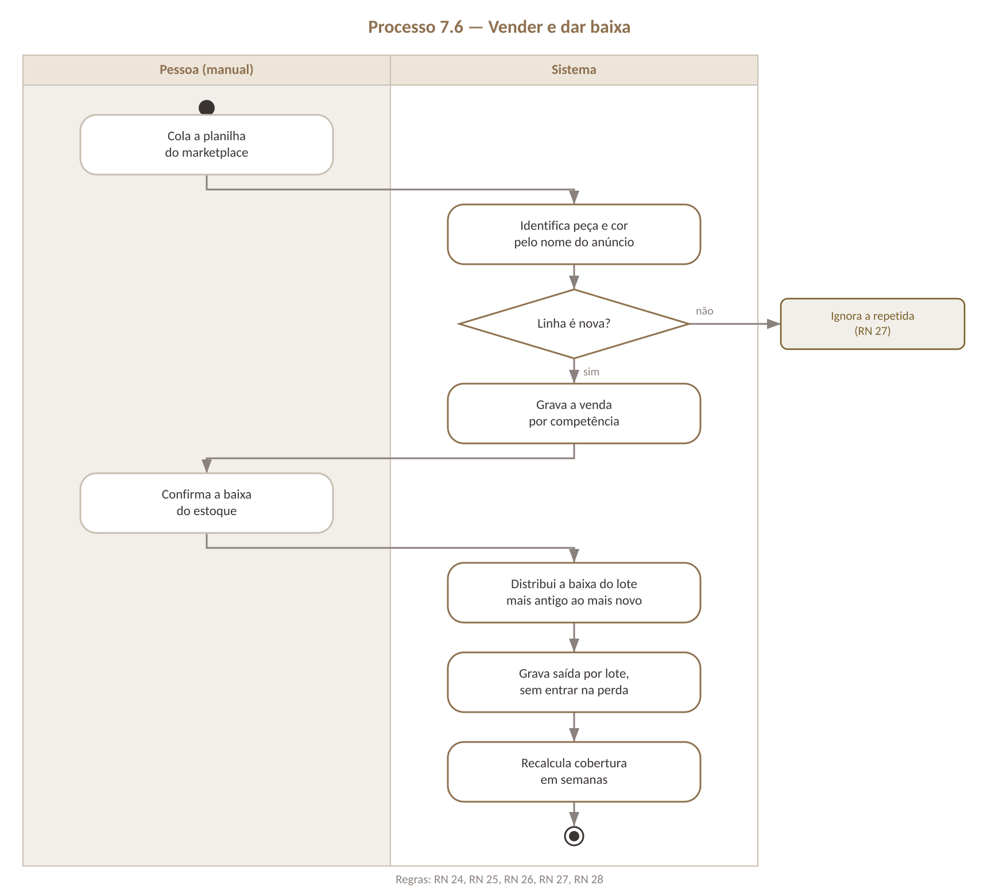 Processo 7.6 — Vender e dar baixa
Pessoa (manual)
Sistema
Cola a planilha
do marketplace
Identifica peça e cor
pelo nome do anúncio
Linha é nova?
não
Ignora a repetida
(RN 27)
sim
Grava a venda
por competência
Confirma a baixa
do estoque
Distribui a baixa do lote
mais antigo ao mais novo
Grava saída por lote,
sem entrar na perda
Recalcula cobertura
em semanas
Regras: RN 24, RN 25, RN 26, RN 27, RN 28